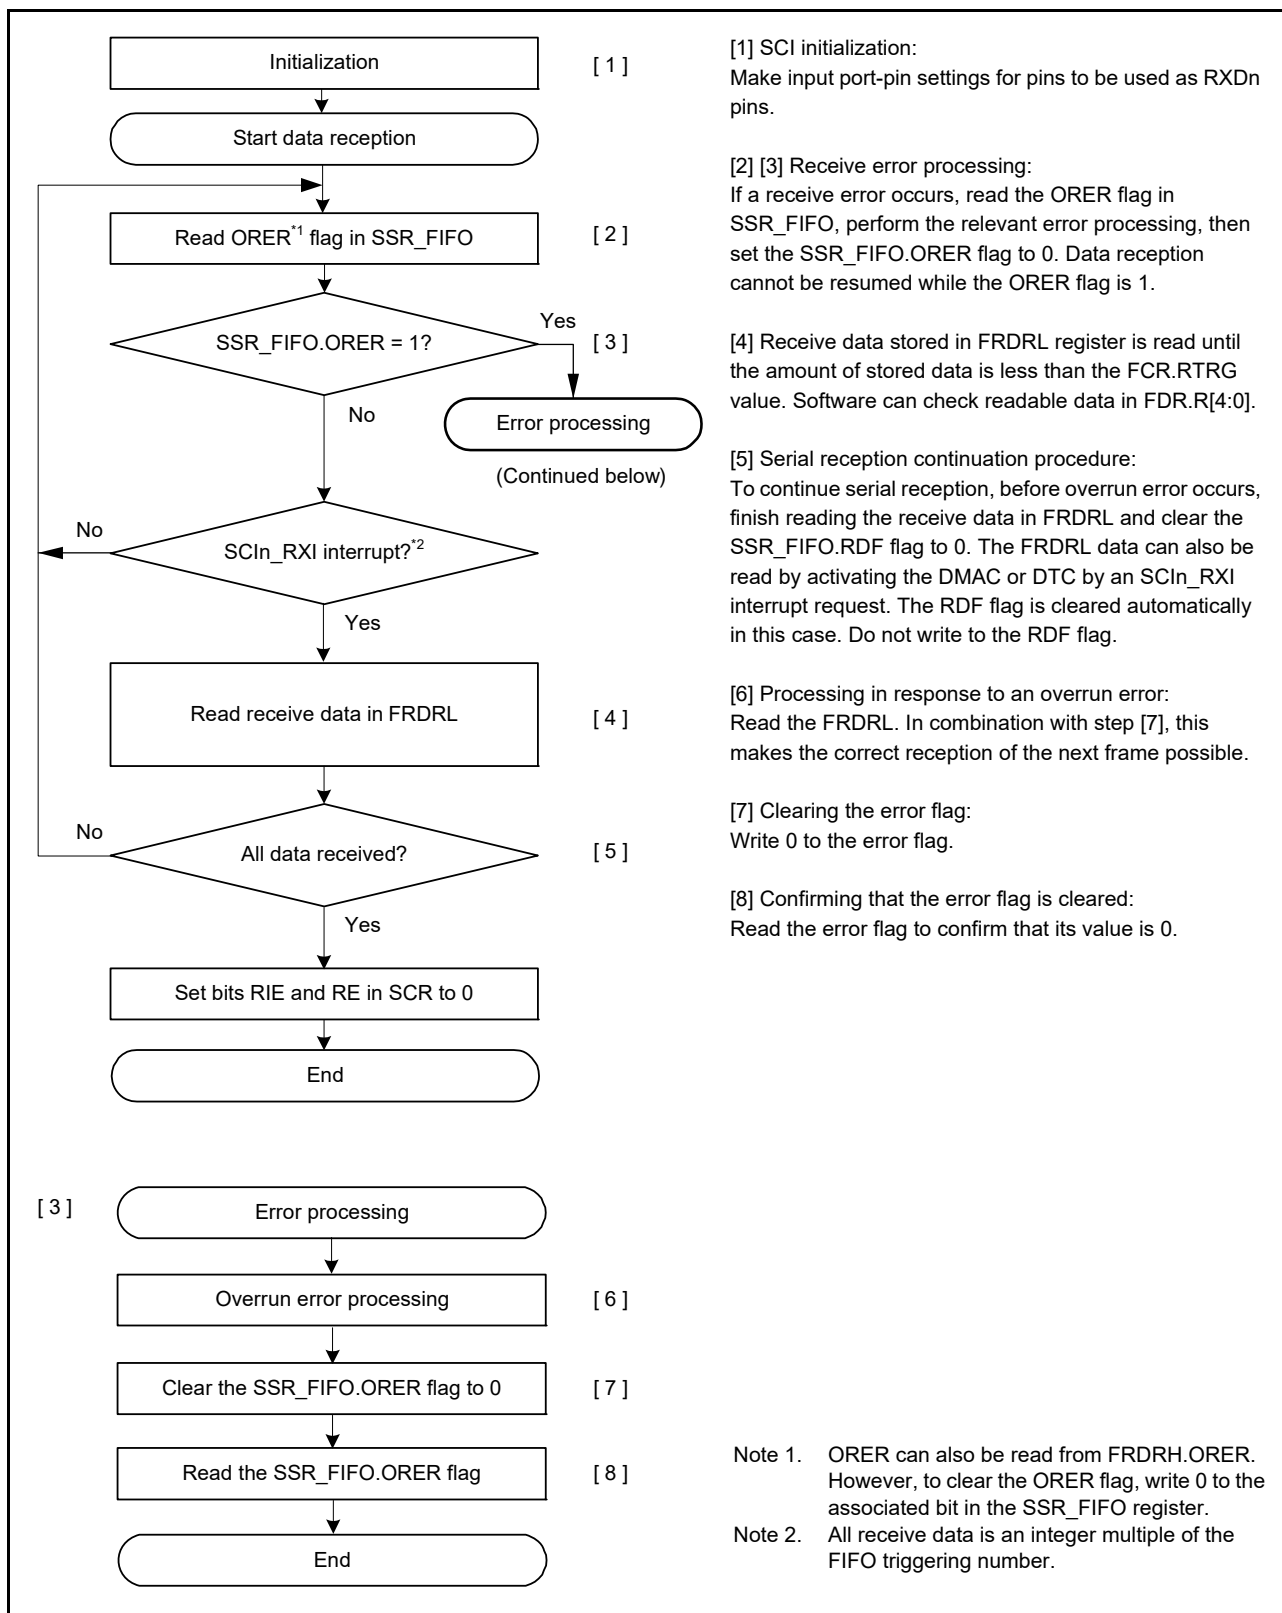 Initialization
[ 1 ]
Start data reception
Read ORER*1 flag in SSR_FIFO
[ 2 ]
SSR_FIFO.ORER = 1?
Yes
[ 3 ]
No
Error processing
(Continued below)
No
SCIn_RXI interrupt?*2
Yes
Read receive data in FRDRL
[ 4 ]
No
All data received?
[ 5 ]
Yes
Set bits RIE and RE in SCR to 0
End
[1] SCI initialization:
Make input port-pin settings for pins to be used as RXDn
pins.
[2] [3] Receive error processing:
If a receive error occurs, read the ORER flag in
SSR_FIFO, perform the relevant error processing, then
set the SSR_FIFO.ORER flag to 0. Data reception
cannot be resumed while the ORER flag is 1.
[4] Receive data stored in FRDRL register is read until
the amount of stored data is less than the FCR.RTRG
value. Software can check readable data in FDR.R[4:0].
[5] Serial reception continuation procedure:
To continue serial reception, before overrun error occurs,
finish reading the receive data in FRDRL and clear the
SSR_FIFO.RDF flag to 0. The FRDRL data can also be
read by activating the DMAC or DTC by an SCIn_RXI
interrupt request. The RDF flag is cleared automatically
in this case. Do not write to the RDF flag.
[6] Processing in response to an overrun error:
Read the FRDRL. In combination with step [7], this
makes the correct reception of the next frame possible.
[7] Clearing the error flag:
Write 0 to the error flag.
[8] Confirming that the error flag is cleared:
Read the error flag to confirm that its value is 0.
[ 3 ]
Error processing
Overrun error processing
[ 6 ]
Clear the SSR_FIFO.ORER flag to 0
[ 7 ]
Read the SSR_FIFO.ORER flag
[ 8 ]
End
Note 1. ORER can also be read from FRDRH.ORER.
However, to clear the ORER flag, write 0 to the
associated bit in the SSR_FIFO register.
Note 2. All receive data is an integer multiple of the
FIFO triggering number.